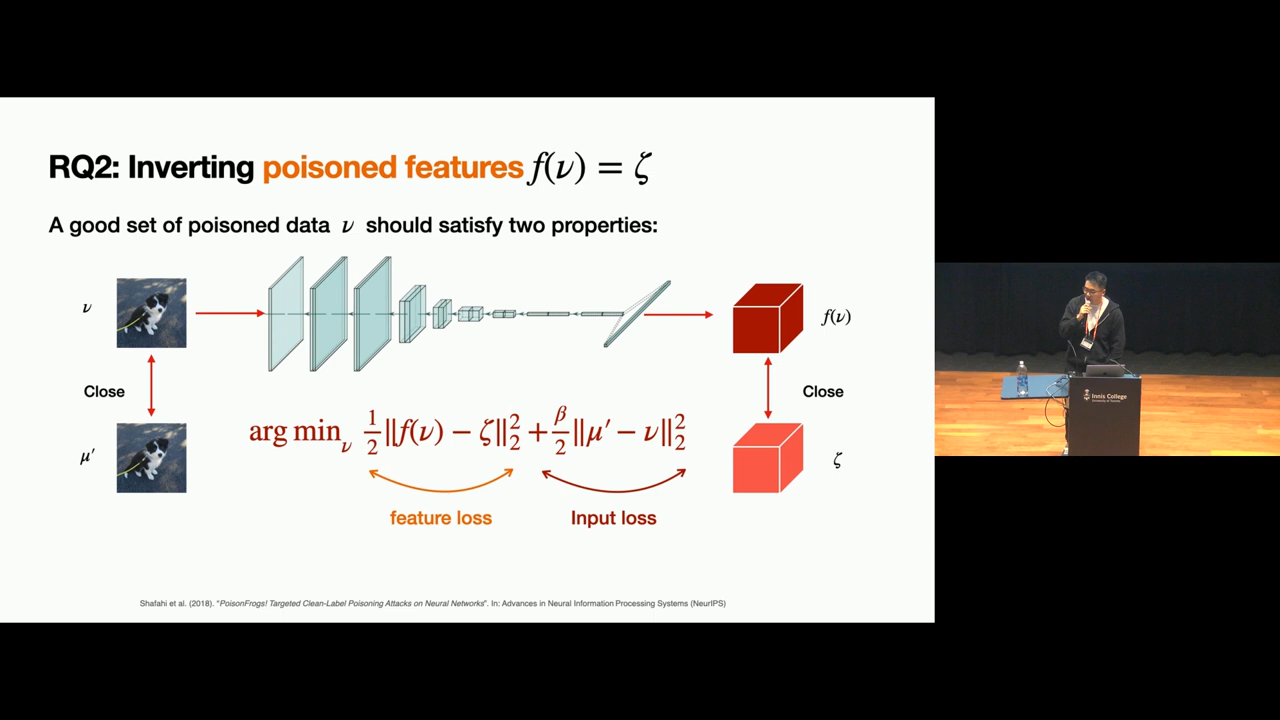 RQ2: Inverting poisoned features f(ν) = ζ
A good set of poisoned data ν should satisfy two properties:
ν
f(ν)
Close
Close
arg min_ν 1/2 ||f(ν) − ζ||₂² + β/2 ||μ′ − ν||₂²
μ′
ζ
feature loss
Input loss
Shafahi et al. (2018). "PoisonFrogs! Targeted Clean-Label Poisoning Attacks on Neural Networks". In: Advances in Neural Information Processing Systems (NeurIPS)
Innis College